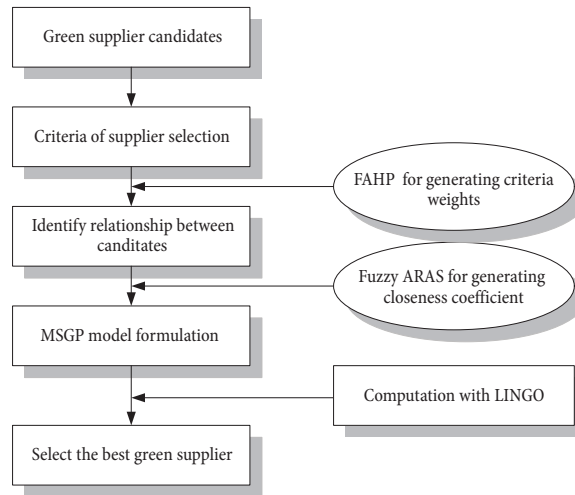 Green supplier candidates
Criteria of supplier selection
FAHP for generating criteria
weights
Identify relationship between
canditates
Fuzzy ARAS for generating
closeness coefficient
MSGP model formulation
Computation with LINGO
Select the best green supplier